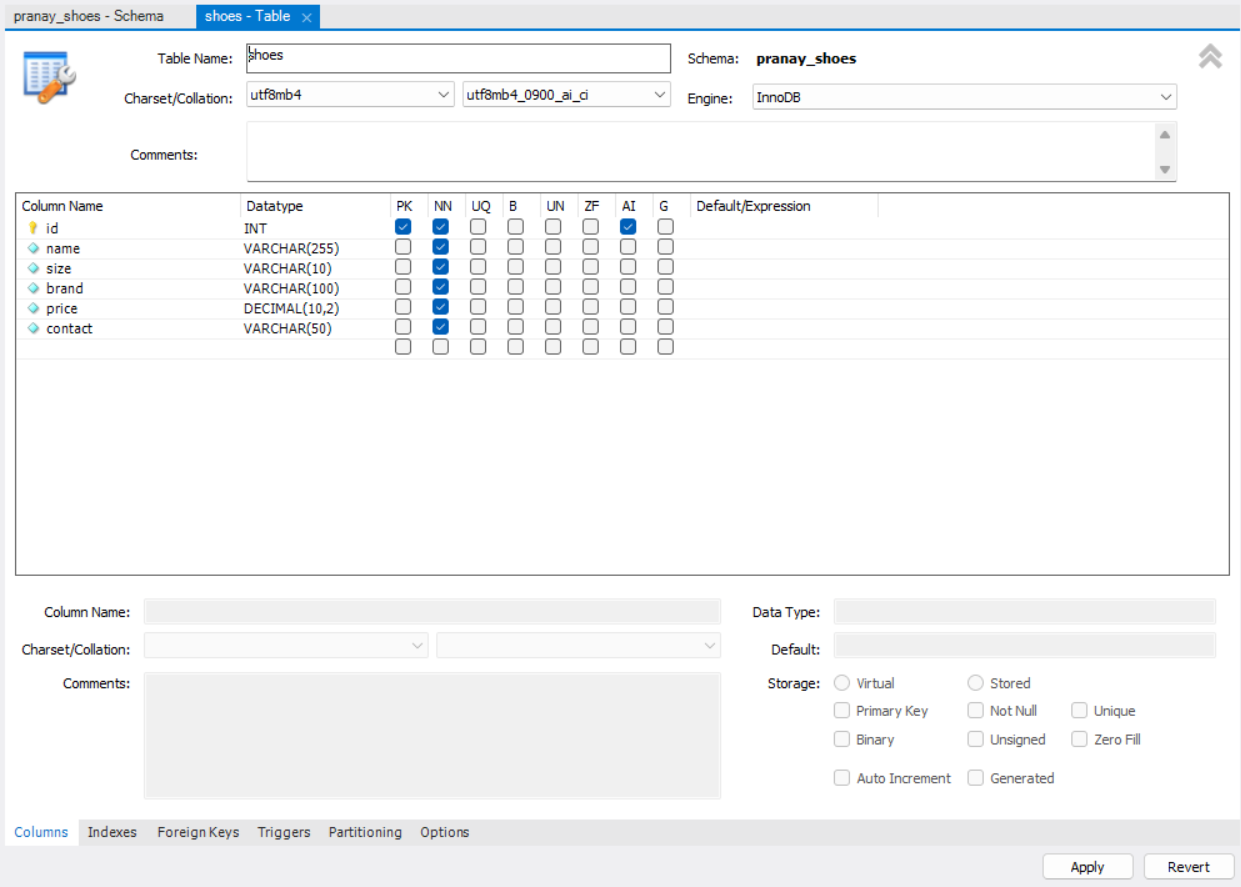 pranay_shoes - Schema shoes - Table
Table Name: shoes Schema: pranay_shoes
Charset/Collation: utf8mb4 utf8mb4_0900_ai_ci Engine: InnoDB
Comments:
Column Name Datatype PK NN UQ B UN ZF AI G Default/Expression
id INT
name VARCHAR(255)
size VARCHAR(10)
brand VARCHAR(100)
price DECIMAL(10,2)
contact VARCHAR(50)
Column Name: Data Type:
Charset/Collation: Default:
Comments: Storage: Virtual Stored
Primary Key Not Null Unique
Binary Unsigned Zero Fill
Auto Increment Generated
Columns Indexes Foreign Keys Triggers Partitioning Options
Apply Revert